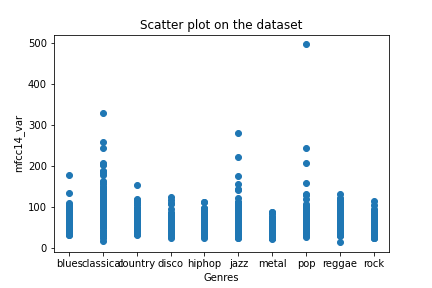 Scatter plot on the dataset
500
400
300
200
100
0
mfcc14_var
blues classical country disco hiphop jazz metal pop reggae rock
Genres